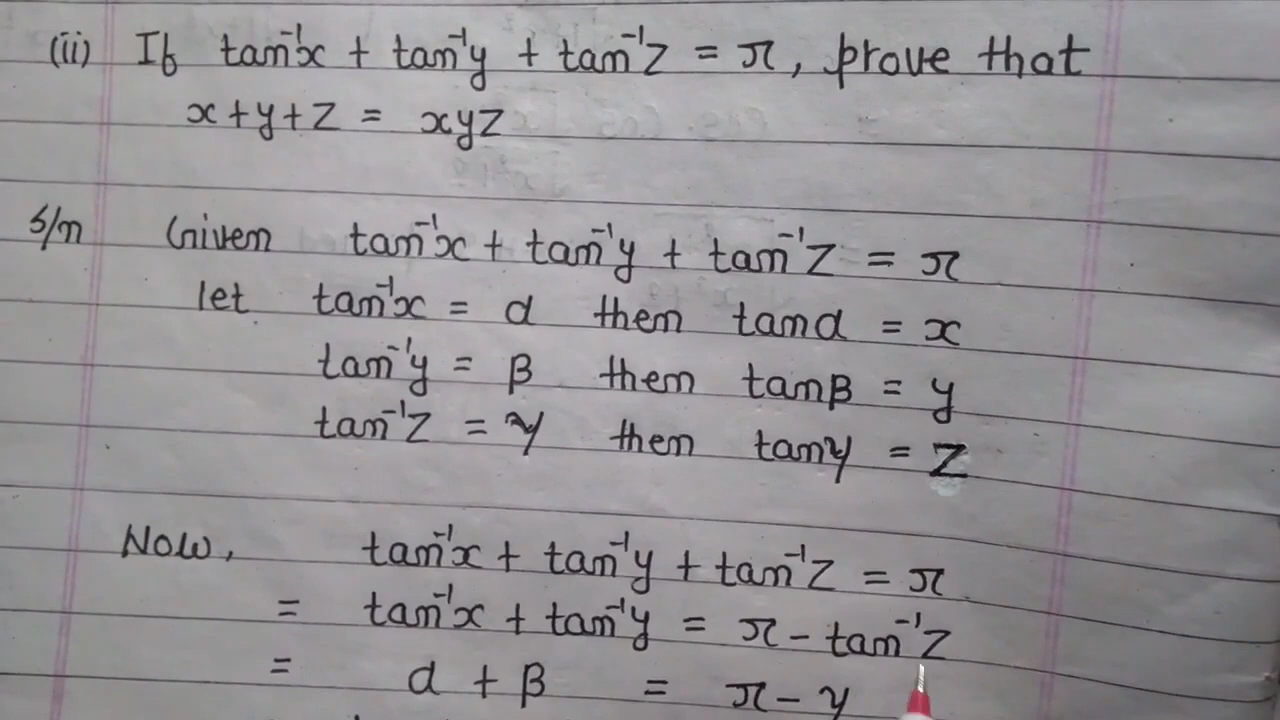 (ii) If tan⁻¹x + tan⁻¹y + tan⁻¹z = π, prove that
x+y+z = xyz
S/n Given tan⁻¹x + tan⁻¹y + tan⁻¹z = π
let tan⁻¹x = α then tanα = x
tan⁻¹y = β then tanβ = y
tan⁻¹z = γ then tanγ = z
Now, tan⁻¹x + tan⁻¹y + tan⁻¹z = π
= tan⁻¹x + tan⁻¹y = π - tan⁻¹z
= α + β = π - γ